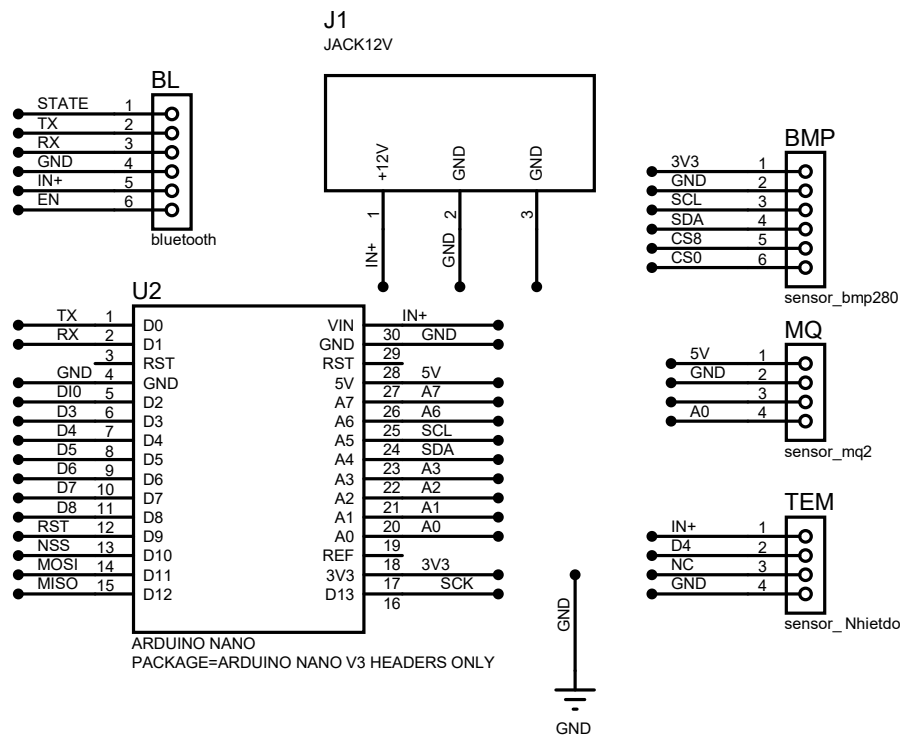 J1
JACK12V
+12V
GND
GND
1
2
3
IN+
GND
BL
STATE 1
TX 2
RX 3
GND 4
IN+ 5
EN 6
bluetooth
BMP
3V3 1
GND 2
SCL 3
SDA 4
CS8 5
CS0 6
sensor_bmp280
U2
TX 1 D0
RX 2 D1
3 RST
GND 4 GND
DI0 5 D2
D3 6 D3
D4 7 D4
D5 8 D5
D6 9 D6
D7 10 D7
D8 11 D8
RST 12 D9
NSS 13 D10
MOSI 14 D11
MISO 15 D12
VIN 30 IN+
GND 29 GND
RST 28
5V 27 5V
A7 26 A7
A6 25 A6
A5 24 SCL
A4 23 SDA
A3 22 A3
A2 21 A2
A1 20 A1
A0 19 A0
REF 18
3V3 17 3V3
D13 16 SCK
ARDUINO NANO
PACKAGE=ARDUINO NANO V3 HEADERS ONLY
MQ
5V 1
GND 2
3
A0 4
sensor_mq2
TEM
IN+ 1
D4 2
NC 3
GND 4
sensor_ Nhietdo
GND
GND